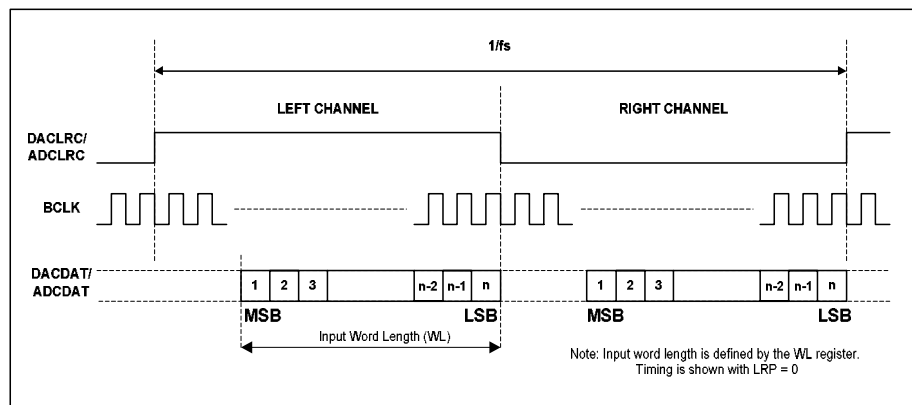 1/fs
LEFT CHANNEL
RIGHT CHANNEL
DACLRC/
ADCLRC
BCLK
DACDAT/
ADCDAT
1 2 3 n-2 n-1 n 1 2 3 n-2 n-1 n
MSB LSB MSB LSB
Input Word Length (WL)
Note: Input word length is defined by the WL register.
Timing is shown with LRP = 0